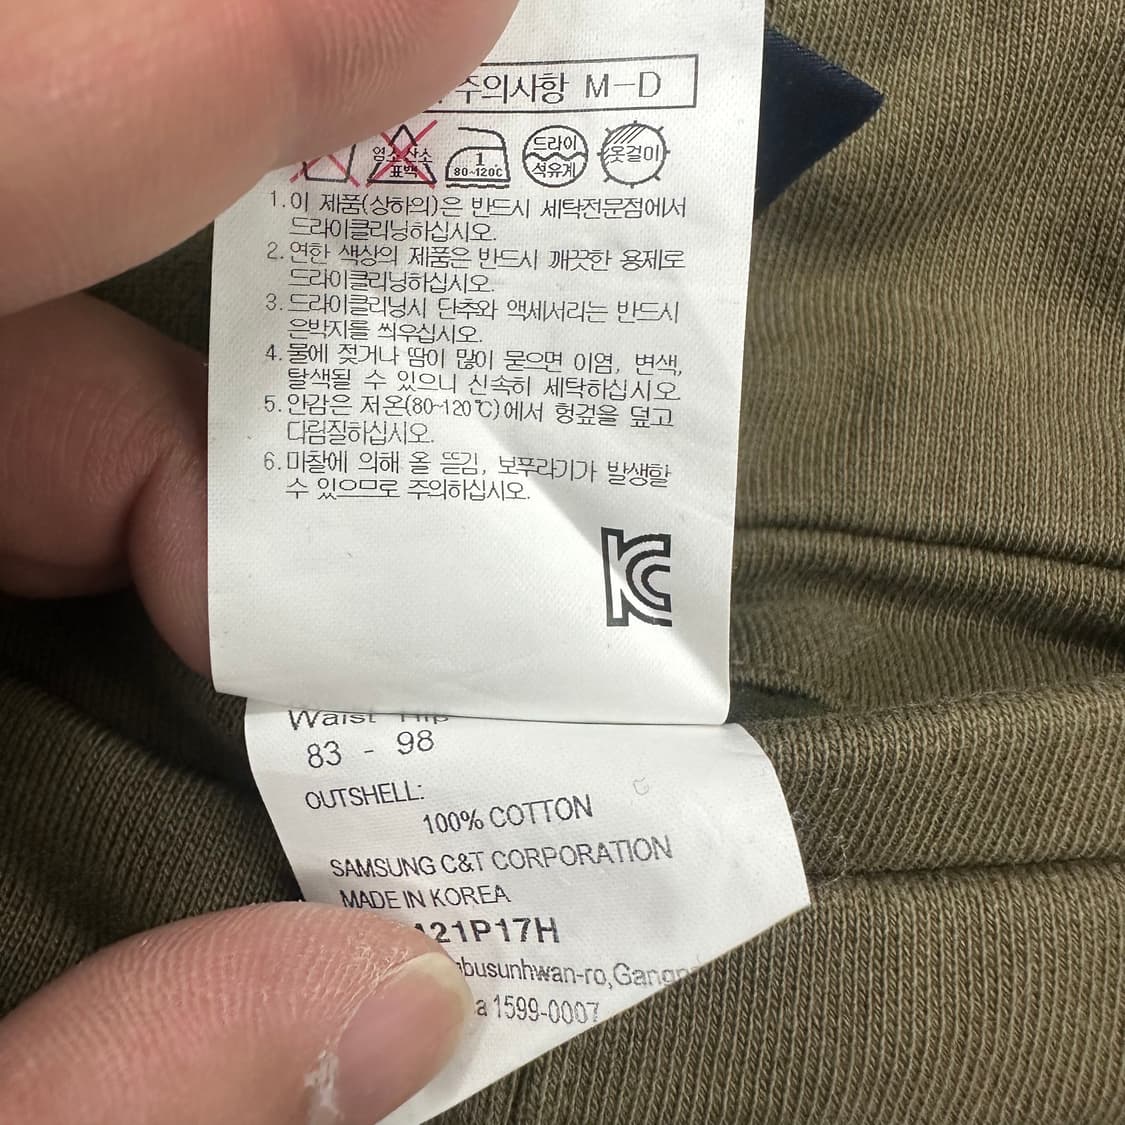 주의사항 M-D
염소 산소
표백
1
80~120C
드라이
석유계
옷걸이
1.이 제품(상하의)은 반드시 세탁전문점에서
드라이클리닝하십시오.
2.연한 색상의 제품은 반드시 깨끗한 용제로
드라이클리닝하십시오.
3.드라이클리닝시 단추와 액세서리는 반드시
은박지를 씌우십시오.
4.물에 젖거나 땀이 많이 묻으면 이염, 변색,
탈색될 수 있으니 신속히 세탁하십시오
5.안감은 저온(80~120℃)에서 헝겊을 덮고
다림질하십시오.
6.마찰에 의해 올 뜯김, 보푸라기가 발생할
수 있으므로 주의하십시오.
KC
Waist Hip
83 - 98
OUTSHELL:
100% COTTON
SAMSUNG C&T CORPORATION
MADE IN KOREA
A21P17H
busunhwan-ro,Gangn
a 1599-0007